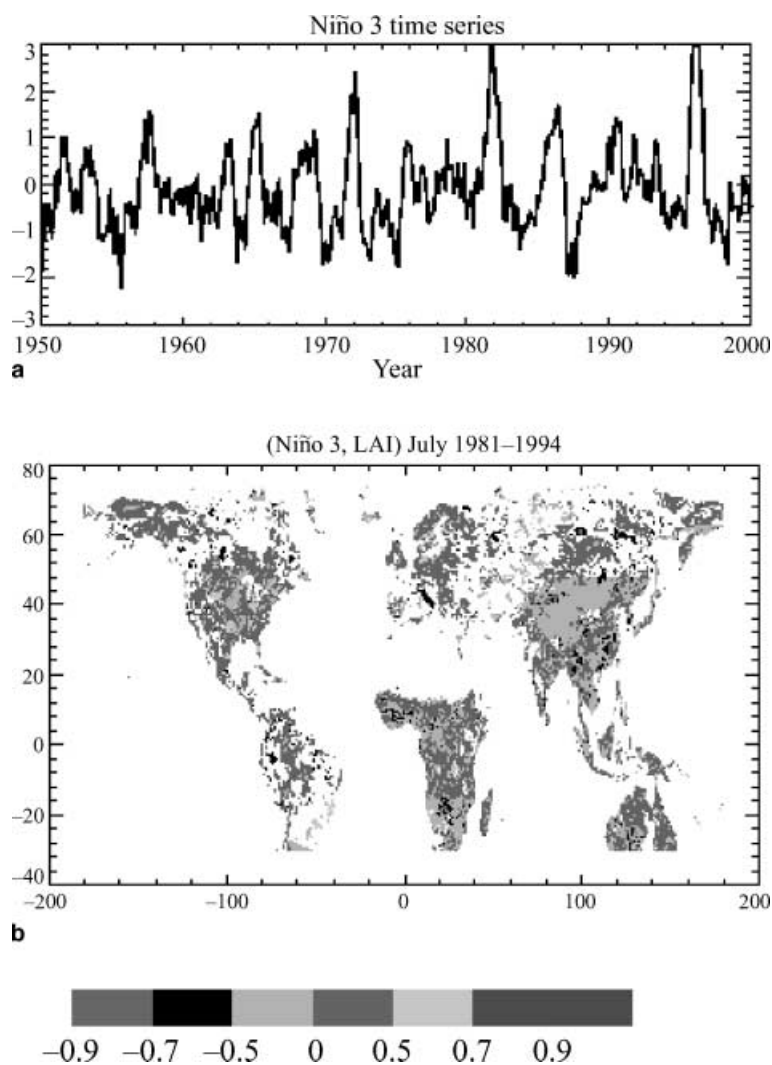 Niño 3 time series
3
2
1
0
–1
–2
–3
1950 1960 1970 1980 1990 2000
Year
a
(Niño 3, LAI) July 1981–1994
80
60
40
20
0
–20
–40
–200 –100 0 100 200
b
–0.9 –0.7 –0.5 0 0.5 0.7 0.9